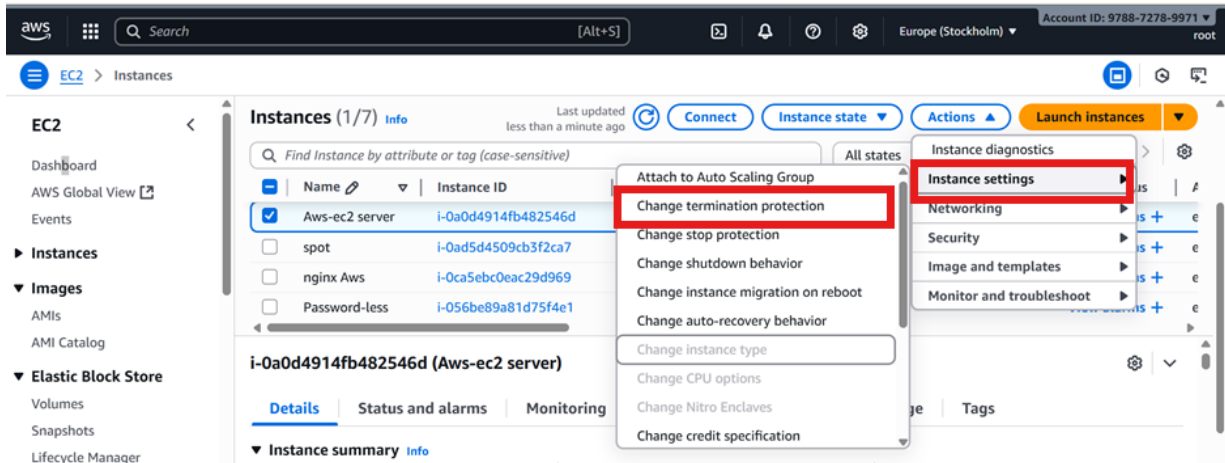 aws
Search [Alt+S]
Europe (Stockholm)
Account ID: 9788-7278-9971
root
EC2 > Instances
EC2
Dashboard
AWS Global View
Events
Instances
Images
AMIs
AMI Catalog
Elastic Block Store
Volumes
Snapshots
Lifecycle Manager
Instances (1/7) Info
Last updated
less than a minute ago
Connect
Instance state
Actions
Launch instances
Find Instance by attribute or tag (case-sensitive)
All states
Name
Instance ID
Aws-ec2 server i-0a0d4914fb482546d
spot i-0ad5d4509cb3f2ca7
nginx Aws i-0ca5ebc0eac29d969
Password-less i-056be89a81d75f4e1
Attach to Auto Scaling Group
Change termination protection
Change stop protection
Change shutdown behavior
Change instance migration on reboot
Change auto-recovery behavior
Change instance type
Change CPU options
Change Nitro Enclaves
Change credit specification
Instance diagnostics
Instance settings
Networking
Security
Image and templates
Monitor and troubleshoot
i-0a0d4914fb482546d (Aws-ec2 server)
Details
Status and alarms
Monitoring
Tags
Instance summary Info